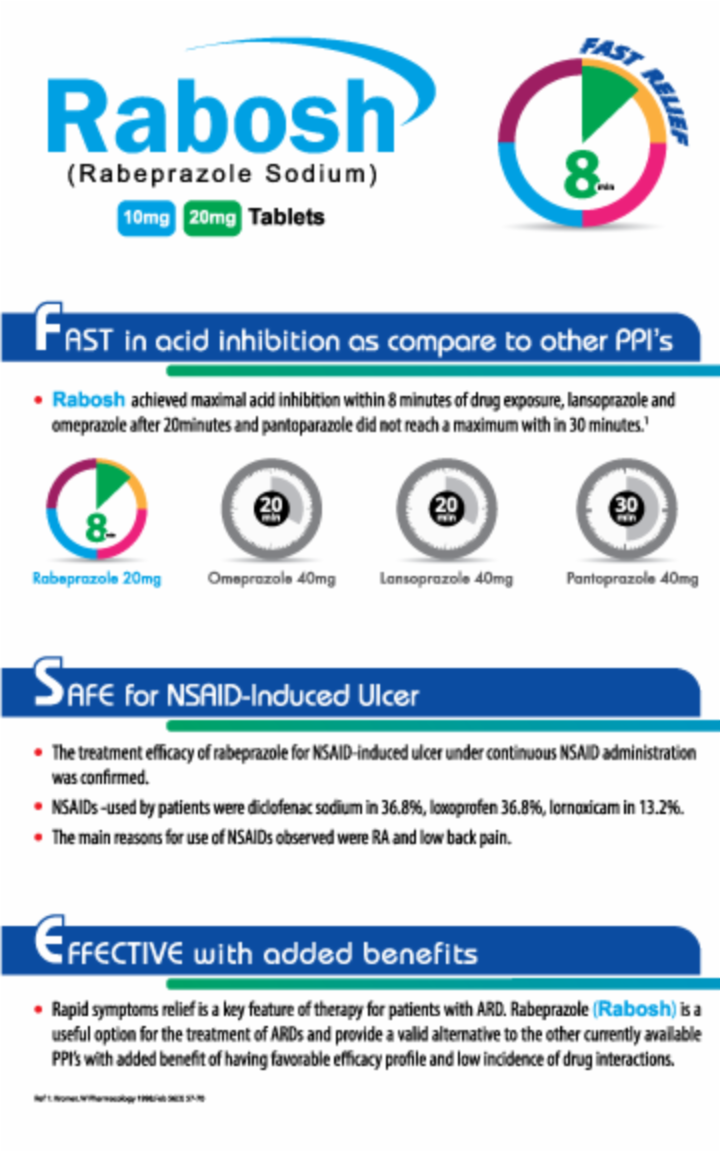 FAST RELIEF
Rabosh
(Rabeprazole Sodium)
10mg 20mg Tablets
8 min
FAST in acid inhibition as compare to other PPI's
• Rabosh achieved maximal acid inhibition within 8 minutes of drug exposure, lansoprazole and
omeprazole after 20minutes and pantoparazole did not reach a maximum with in 30 minutes.¹
8 min
20 min
20 min
30 min
Rabeprazole 20mg
Omeprazole 40mg
Lansoprazole 40mg
Pantoprazole 40mg
SAFE for NSAID-Induced Ulcer
• The treatment efficacy of rabeprazole for NSAID-induced ulcer under continuous NSAID administration
was confirmed.
• NSAIDs -used by patients were diclofenac sodium in 36.8%, loxoprofen 36.8%, lornoxicam in 13.2%.
• The main reasons for use of NSAIDs observed were RA and low back pain.
EFFECTIVE with added benefits
• Rapid symptoms relief is a key feature of therapy for patients with ARD. Rabeprazole (Rabosh) is a
useful option for the treatment of ARDs and provide a valid alternative to the other currently available
PPI's with added benefit of having favorable efficacy profile and low incidence of drug interactions.
Ref 1: